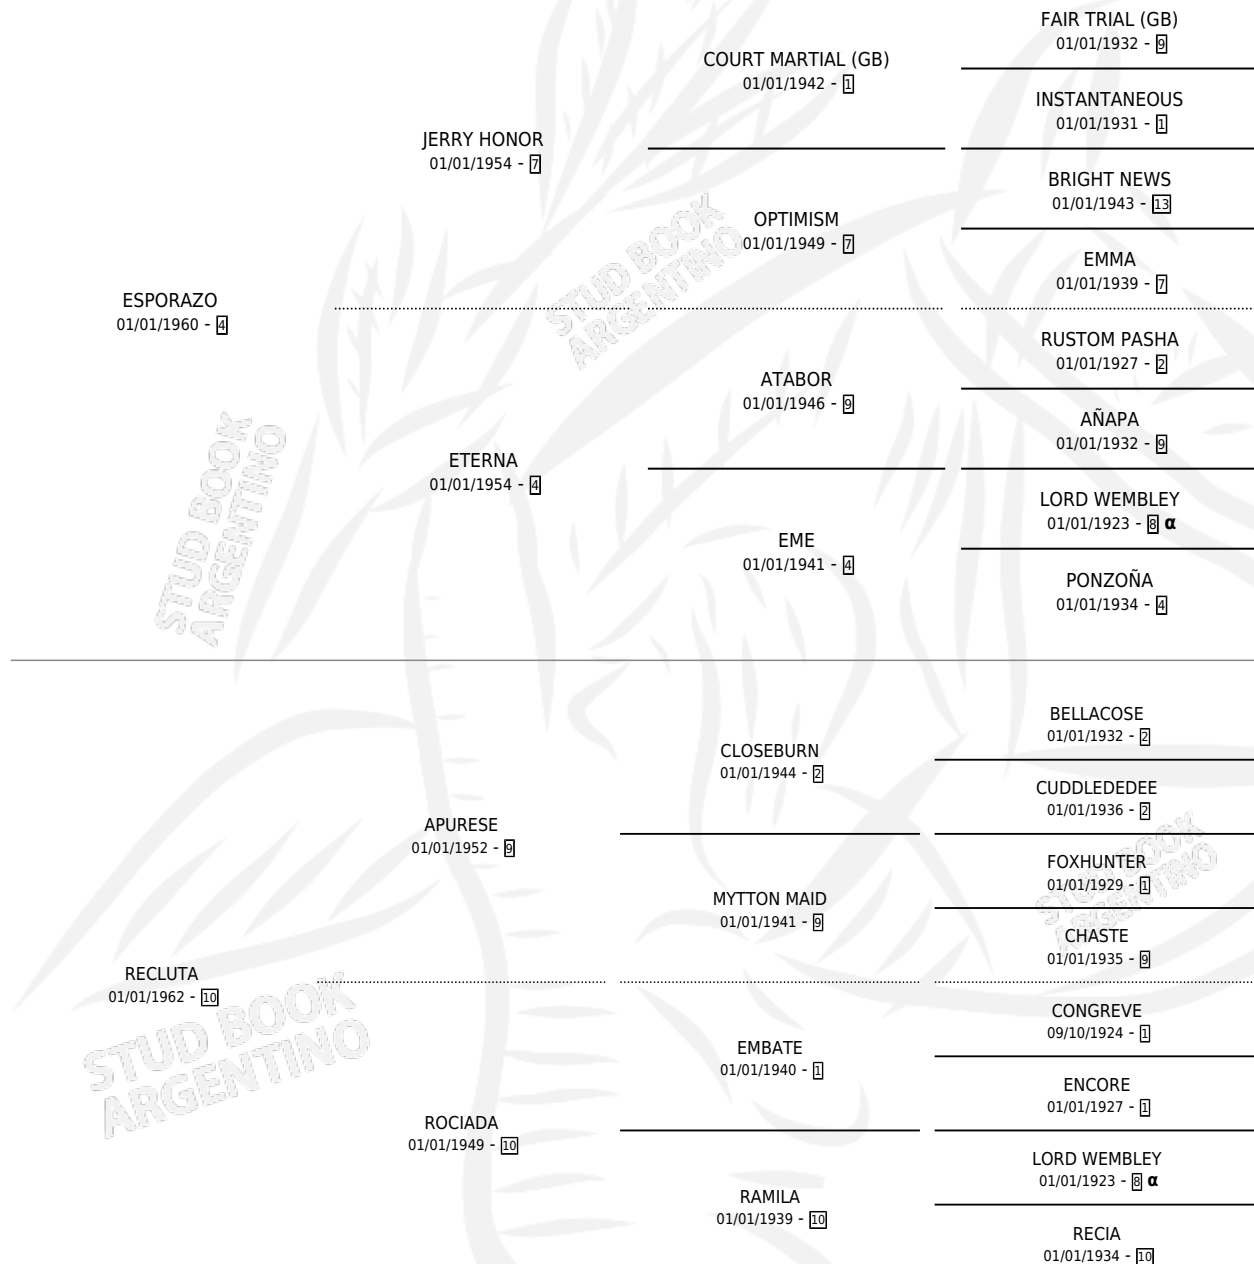 FAIR TRIAL (GB)
01/01/1932 - 9
COURT MARTIAL (GB)
01/01/1942 - 1
INSTANTANEOUS
01/01/1931 - 1
JERRY HONOR
01/01/1954 - 7
BRIGHT NEWS
01/01/1943 - 13
OPTIMISM
01/01/1949 - 7
EMMA
01/01/1939 - 7
ESPORAZO
01/01/1960 - 4
RUSTOM PASHA
01/01/1927 - 2
ATABOR
01/01/1946 - 9
AÑAPA
01/01/1932 - 9
ETERNA
01/01/1954 - 4
LORD WEMBLEY
01/01/1923 - 8 α
EME
01/01/1941 - 4
PONZOÑA
01/01/1934 - 4
STUD BOOK
ARGENTINO
STUD BOOK
ARGENTINO
BELLACOSE
01/01/1932 - 2
CLOSEBURN
01/01/1944 - 2
CUDDLEDEDEE
01/01/1936 - 2
APURESE
01/01/1952 - 9
FOXHUNTER
01/01/1929 - 1
MYTTON MAID
01/01/1941 - 9
CHASTE
01/01/1935 - 9
RECLUTA
01/01/1962 - 10
CONGREVE
09/10/1924 - 1
EMBATE
01/01/1940 - 1
ENCORE
01/01/1927 - 1
ROCIADA
01/01/1949 - 10
LORD WEMBLEY
01/01/1923 - 8 α
RAMILA
01/01/1939 - 10
RECIA
01/01/1934 - 10
STUD BOOK
ARGENTINO
STUD BOOK
ARGENTINO